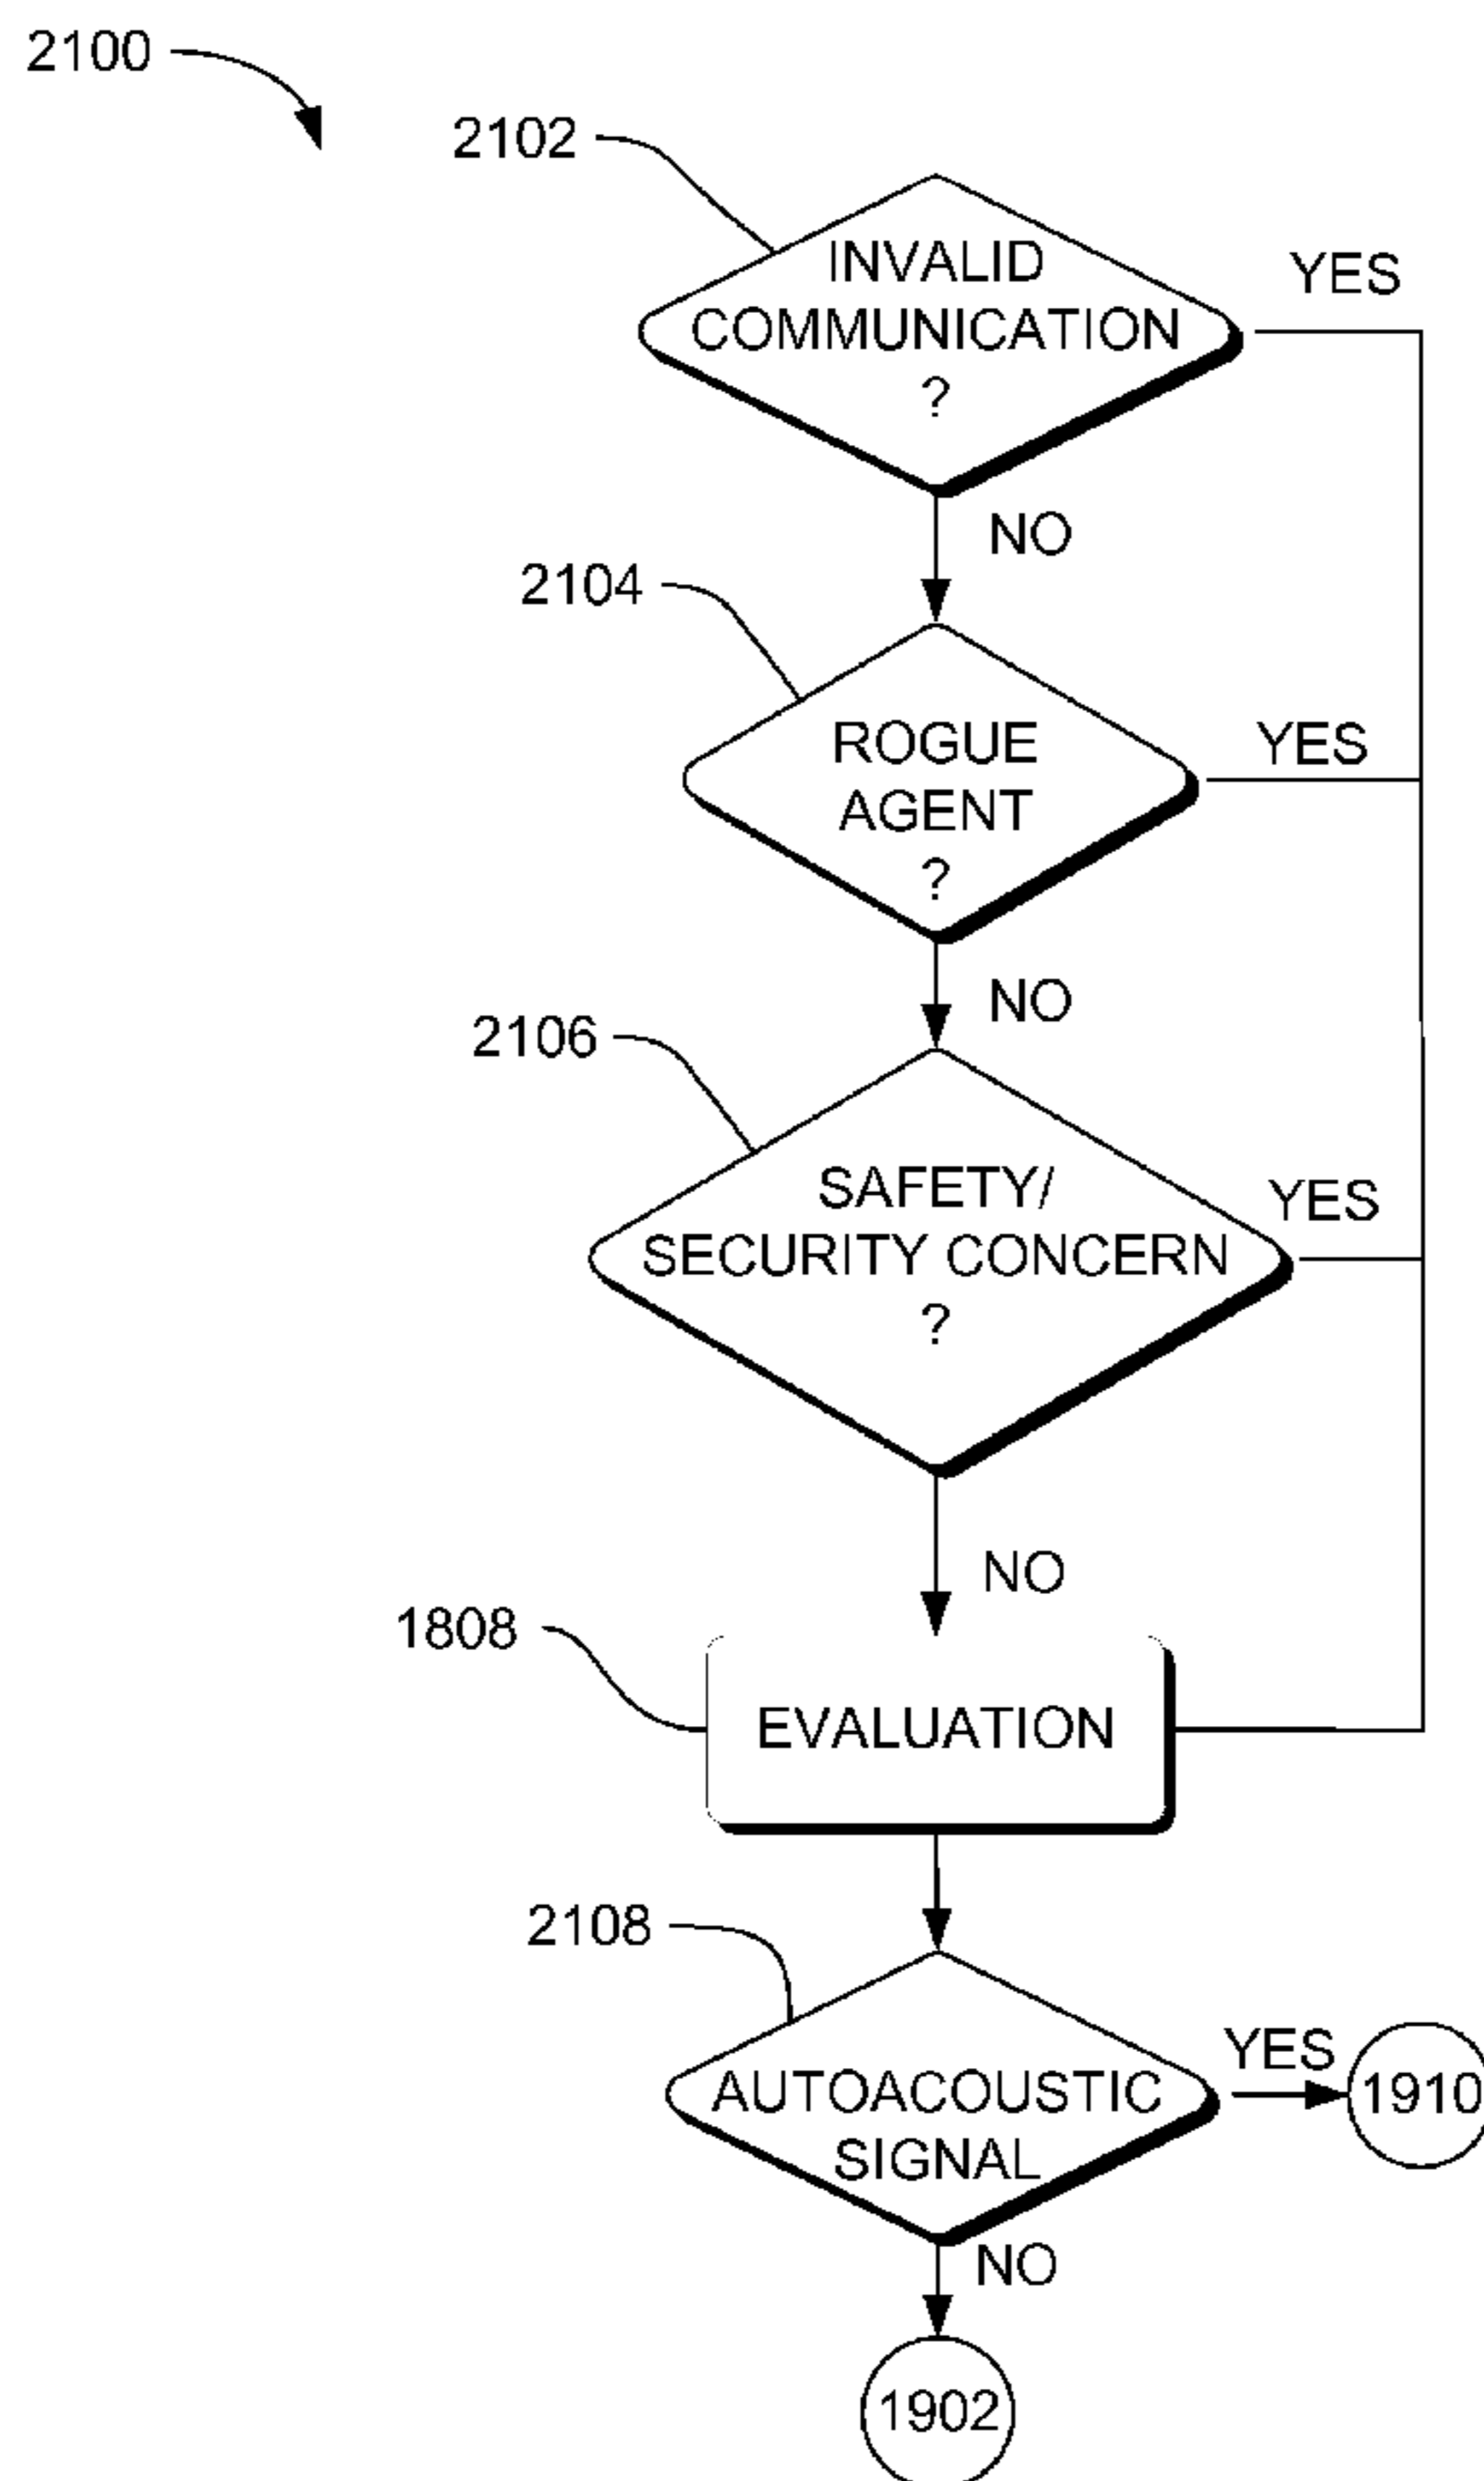 2100
2102
INVALID
COMMUNICATION
?
YES
NO
2104
ROGUE
AGENT
?
YES
NO
2106
SAFETY/
SECURITY CONCERN
?
YES
NO
1808
EVALUATION
2108
AUTOACOUSTIC
SIGNAL
YES
1910
NO
1902